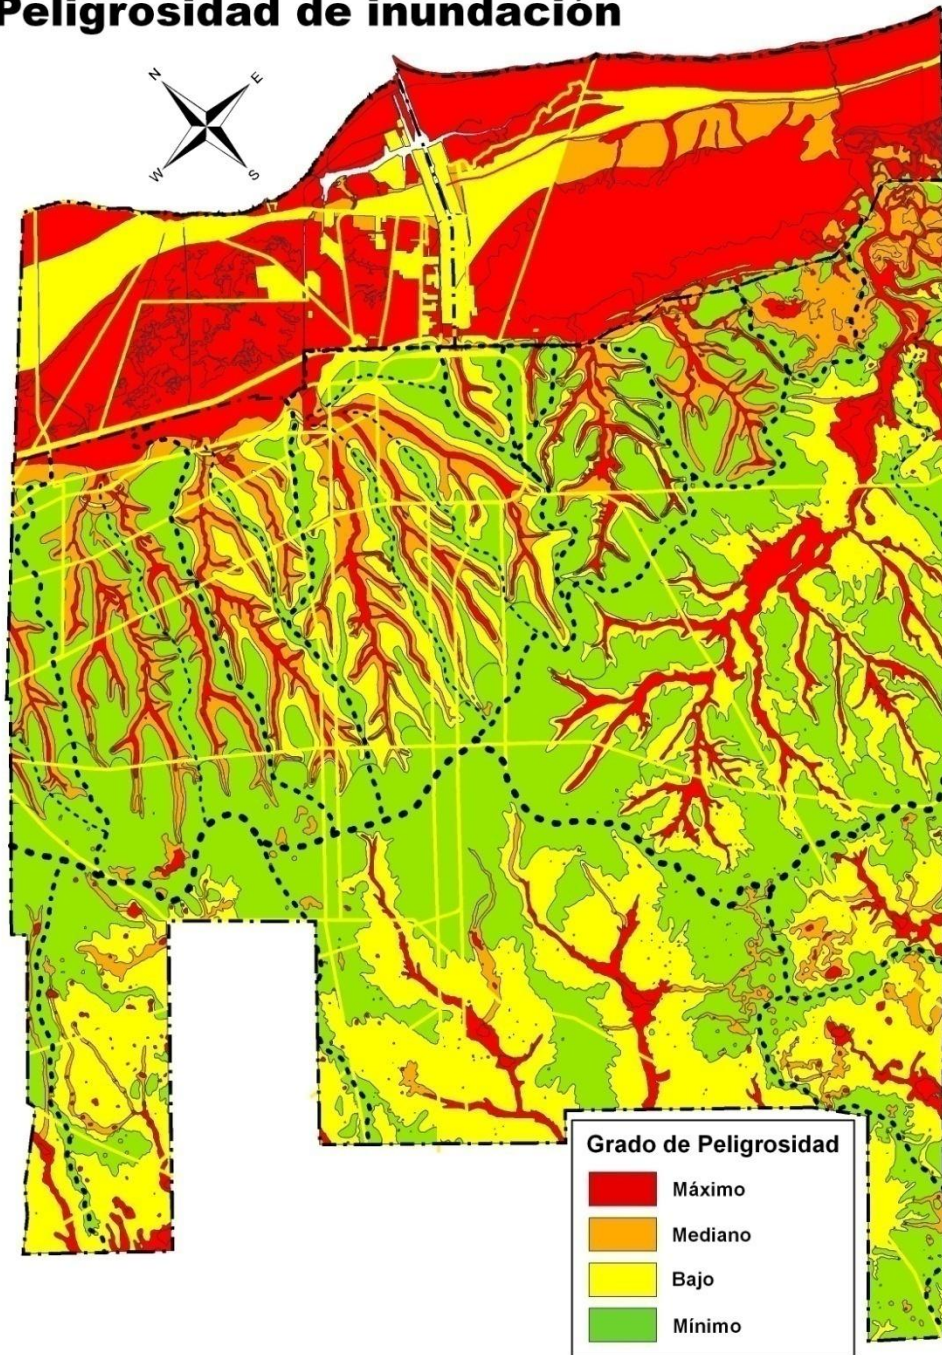 Peligrosidad de inundación
N
E
W
S
Grado de Peligrosidad
Máximo
Mediano
Bajo
Mínimo